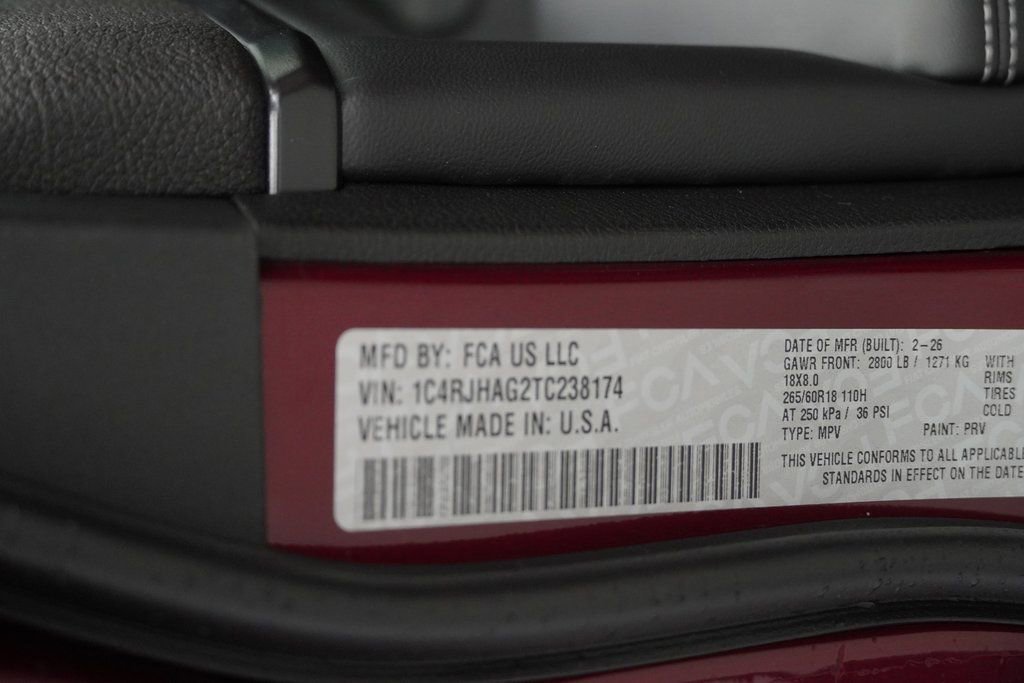 MFD BY: FCA US LLC
VIN: 1C4RJHAG2TC238174
VEHICLE MADE IN: U.S.A.
DATE OF MFR (BUILT): 2-26
GAWR FRONT: 2800 LB / 1271 KG WITH
18X8.0 RIMS
265/60R18 110H TIRES
AT 250 kPa / 36 PSI COLD
TYPE: MPV PAINT: PRV
THIS VEHICLE CONFORMS TO ALL APPLICABLE
STANDARDS IN EFFECT ON THE DATE